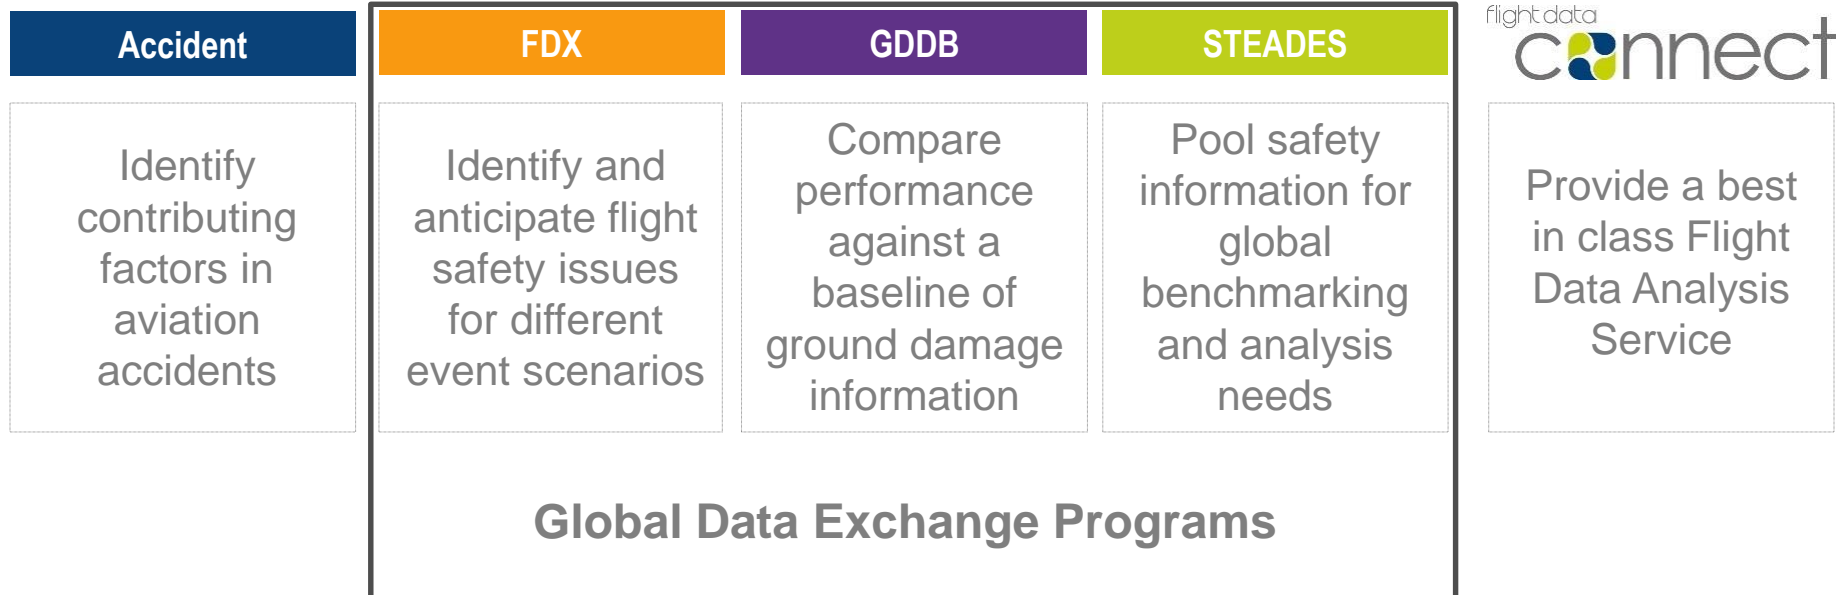 Accident
Identify
contributing
factors in
aviation
accidents
FDX
Identify and
anticipate flight
safety issues
for different
event scenarios
GDDB
Compare
performance
against a
baseline of
ground damage
information
STEADES
Pool safety
information for
global
benchmarking
and analysis
needs
flight data
connect
Provide a best
in class Flight
Data Analysis
Service
Global Data Exchange Programs